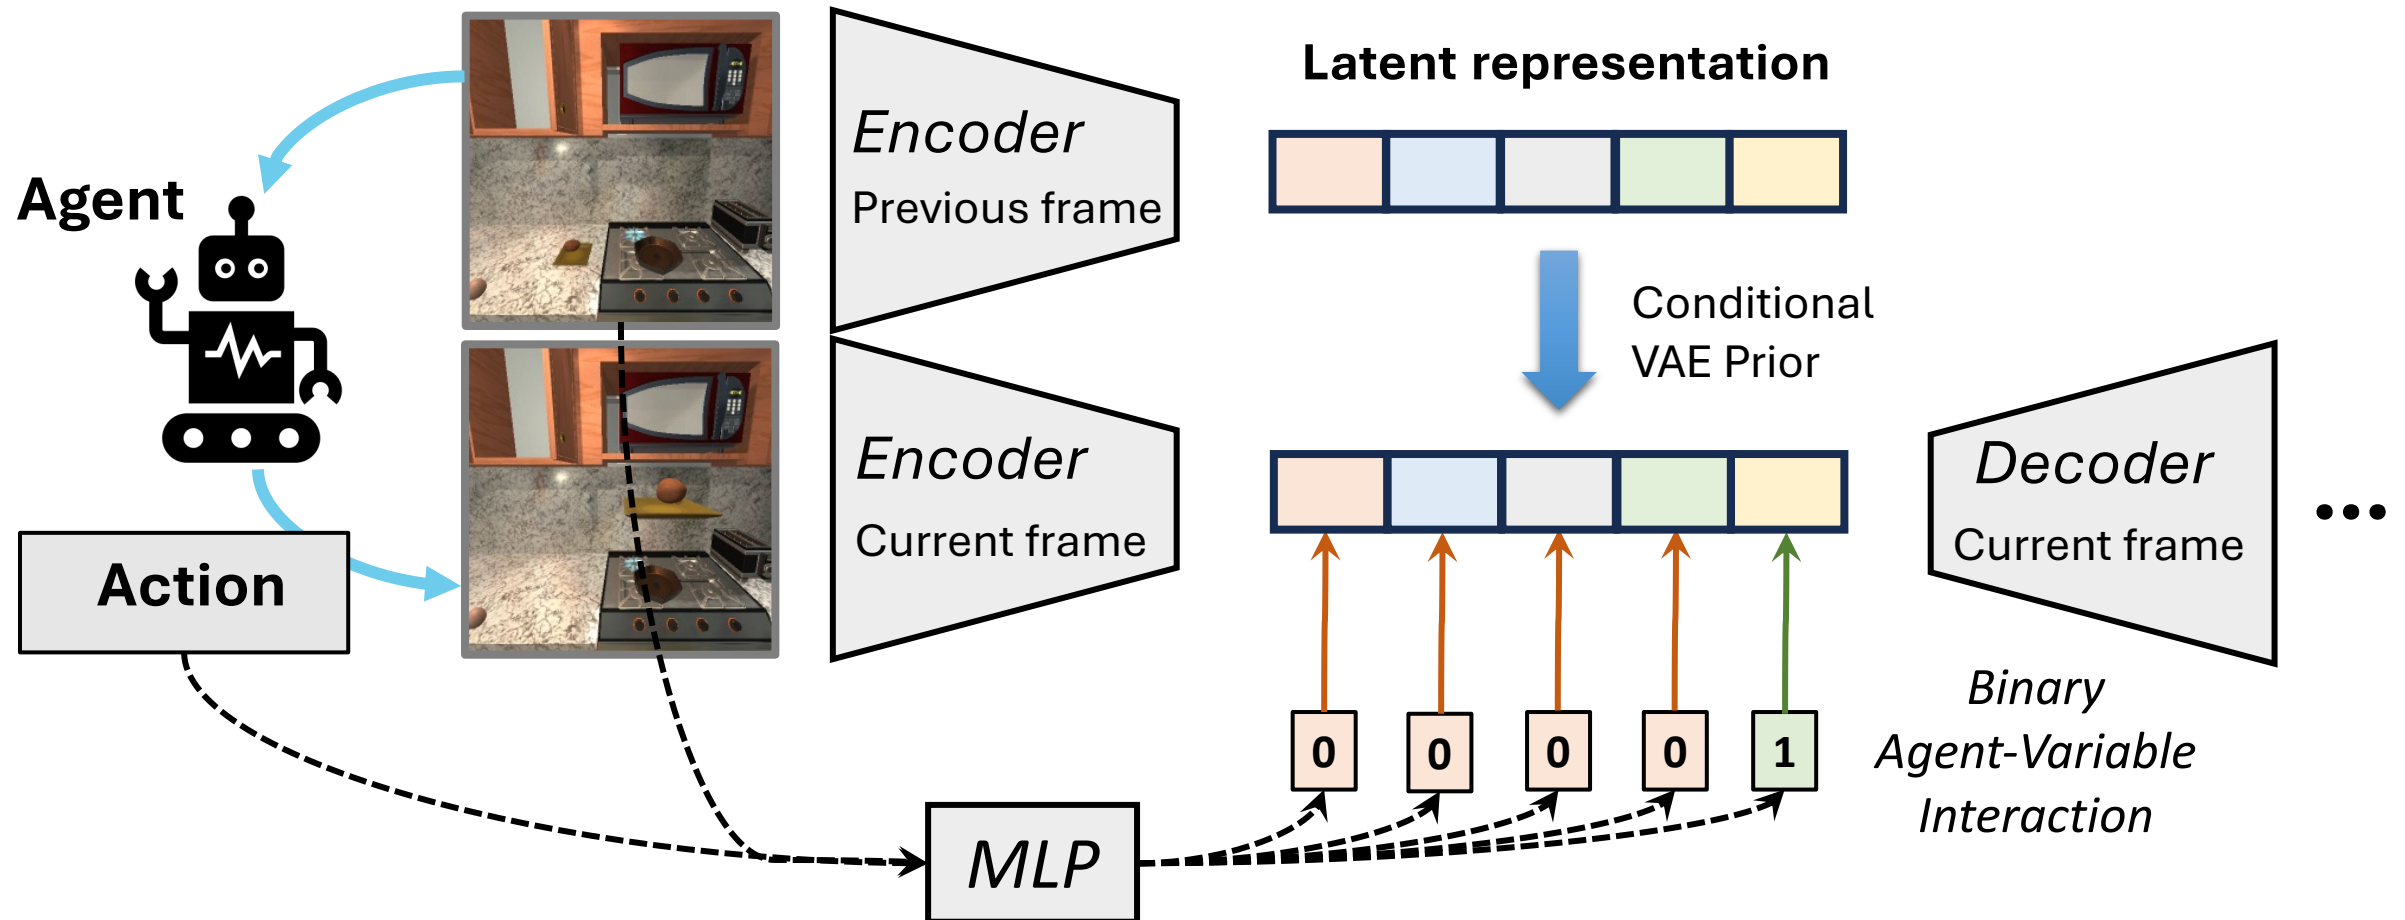 Agent
Action
Encoder
Previous frame
Encoder
Current frame
Latent representation
Conditional
VAE Prior
Decoder
Current frame
...
0 0 0 0 1
Binary
Agent-Variable
Interaction
MLP